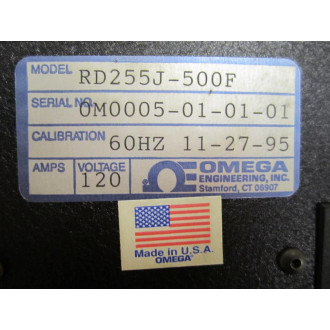 MODEL RD255J-500F
SERIAL NO. 0M0005-01-01-01
CALIBRATION 60HZ 11-27-95
AMPS VOLTAGE 120
OMEGA
ENGINEERING, INC.
Stamford, CT 06907
Made in U.S.A.
OMEGA